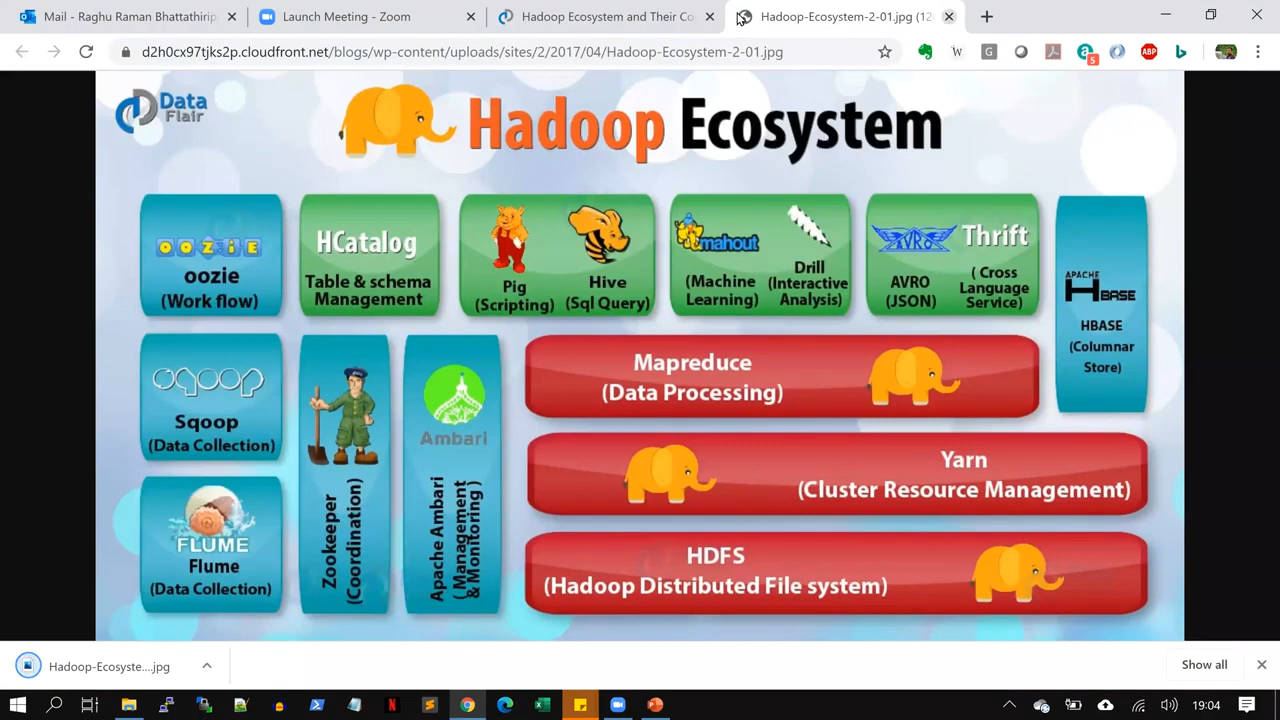 Mail - Raghu Raman Bhattathirip
Launch Meeting - Zoom
Hadoop Ecosystem and Their Co
Hadoop-Ecosystem-2-01.jpg (12
d2h0cx97tjks2p.cloudfront.net/blogs/wp-content/uploads/sites/2/2017/04/Hadoop-Ecosystem-2-01.jpg
Data
Flair
Hadoop Ecosystem
OOZIE
oozie
(Work flow)
HCatalog
Table & schema
Management
Pig
(Scripting)
Hive
(Sql Query)
mahout
(Machine
Learning)
Drill
(Interactive
Analysis)
AVRO
AVRO
(JSON)
Thrift
( Cross
Language
Service)
APACHE
HBASE
HBASE
(Columnar
Store)
sqoop
Sqoop
(Data Collection)
FLUME
Flume
(Data Collection)
Zookeeper
(Coordination)
Ambari
Apache Ambari
( Management
& Monitoring )
Mapreduce
(Data Processing)
Yarn
(Cluster Resource Management)
HDFS
(Hadoop Distributed File system)
Hadoop-Ecosyste....jpg
Show all
19:04
W
G
a
5
ABP